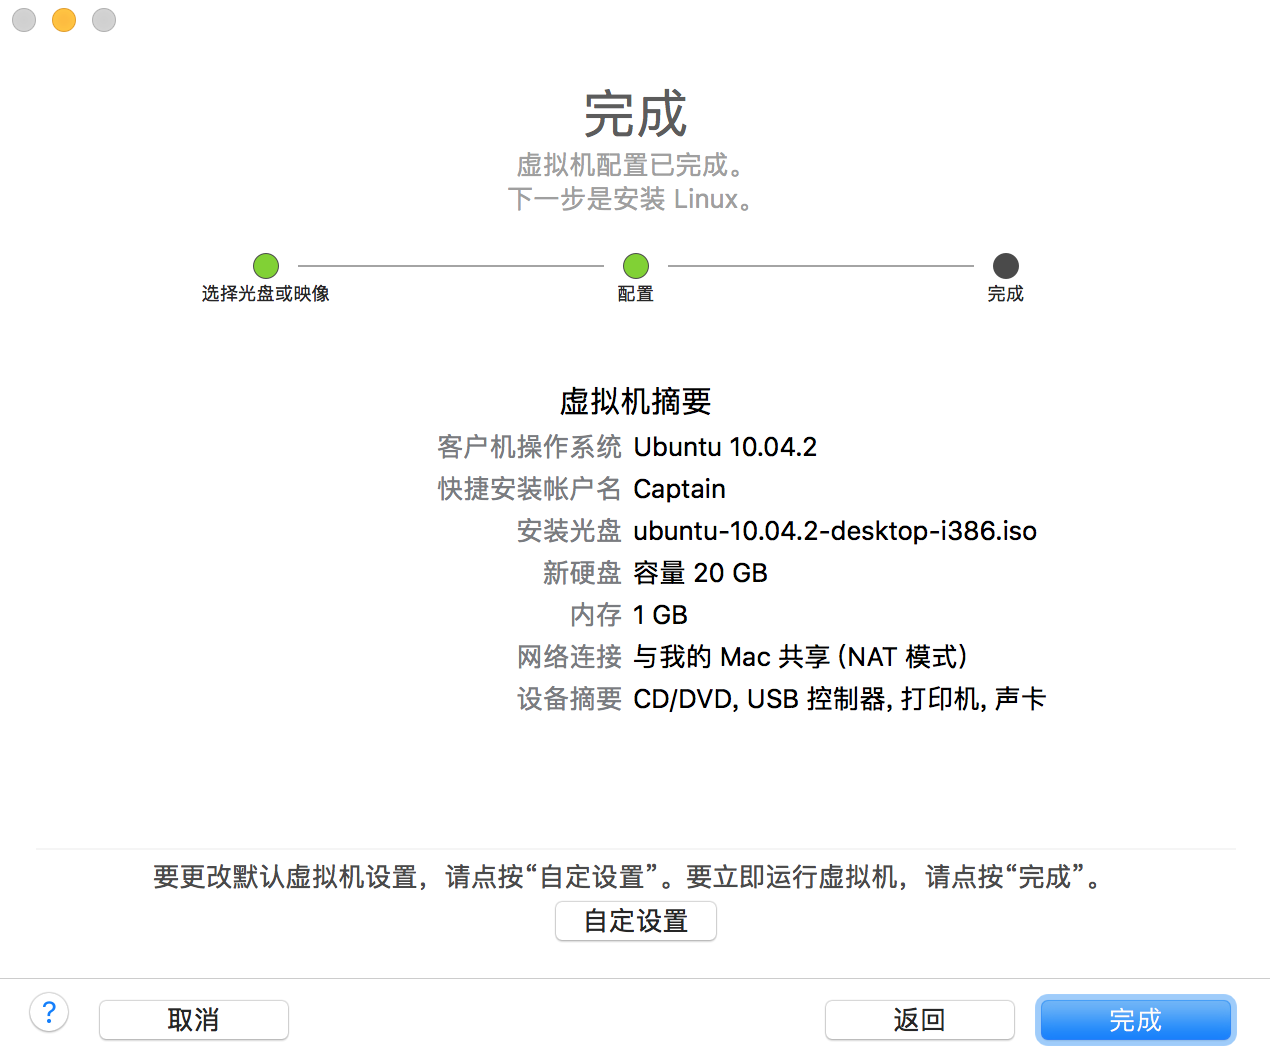 完成
虚拟机配置已完成。
下一步是安装 Linux。
选择光盘或映像
配置
完成
虚拟机摘要
客户机操作系统 Ubuntu 10.04.2
快捷安装帐户名 Captain
安装光盘 ubuntu-10.04.2-desktop-i386.iso
新硬盘 容量 20 GB
内存 1 GB
网络连接 与我的 Mac 共享 (NAT 模式)
设备摘要 CD/DVD, USB 控制器, 打印机, 声卡
要更改默认虚拟机设置，请点按“自定设置”。要立即运行虚拟机，请点按“完成”。
自定设置
?
取消
返回
完成